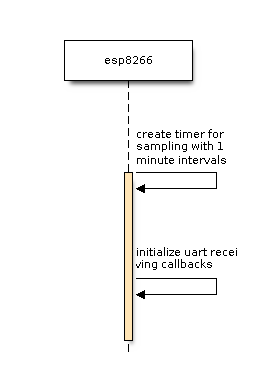 esp8266
create timer for
sampling with 1
minute intervals
initialize uart recei
ving callbacks